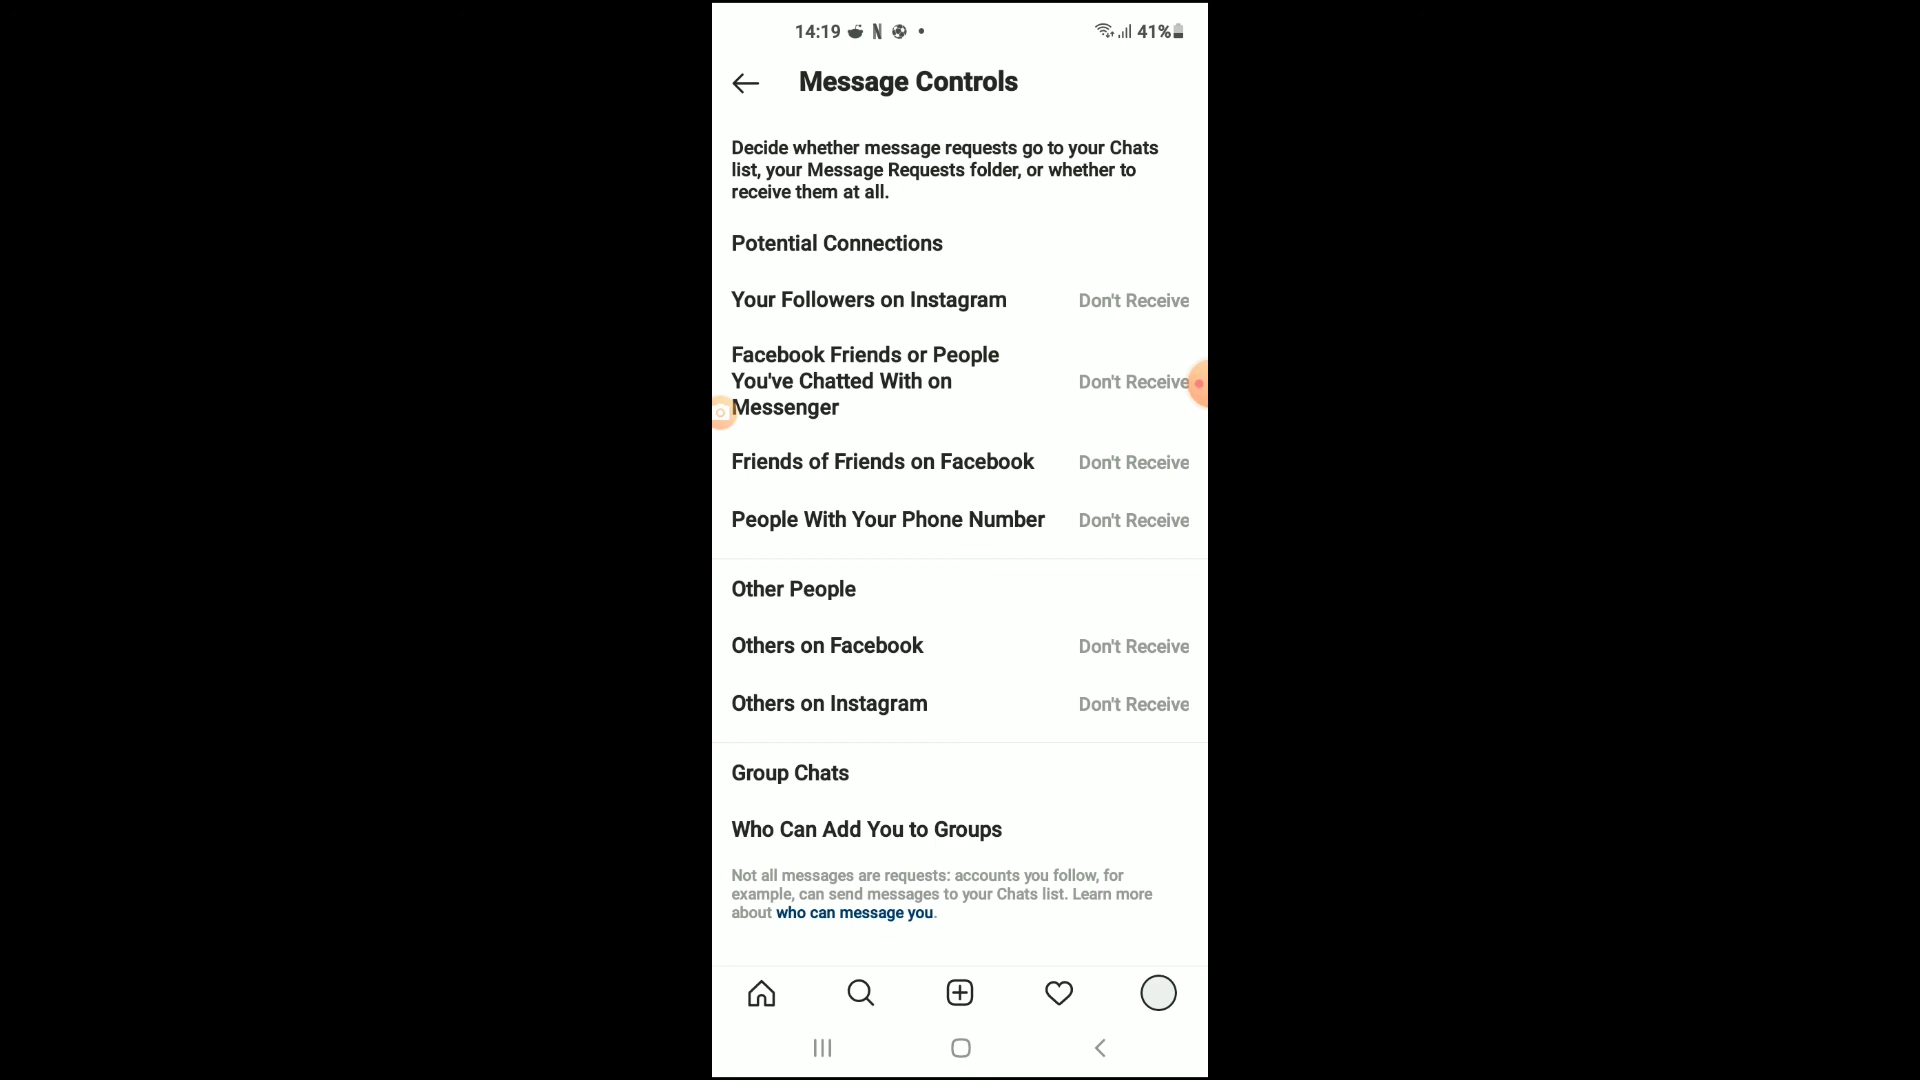 14:19 N 41%
Message Controls
Decide whether message requests go to your Chats
list, your Message Requests folder, or whether to
receive them at all.
Potential Connections
Your Followers on Instagram Don't Receive
Facebook Friends or People
You've Chatted With on Don't Receive
Messenger
Friends of Friends on Facebook Don't Receive
People With Your Phone Number Don't Receive
Other People
Others on Facebook Don't Receive
Others on Instagram Don't Receive
Group Chats
Who Can Add You to Groups
Not all messages are requests: accounts you follow, for
example, can send messages to your Chats list. Learn more
about who can message you.